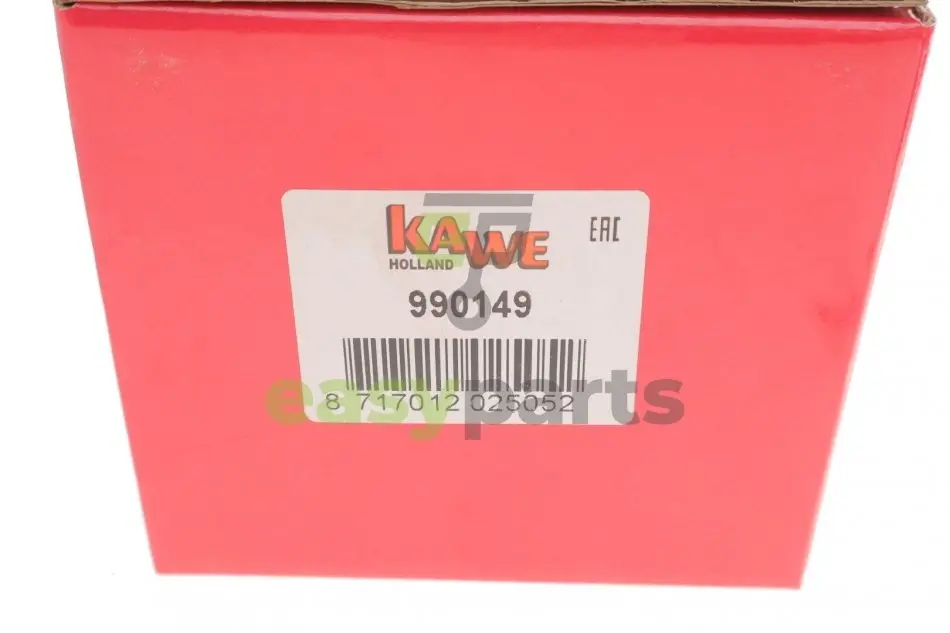 KAWE
HOLLAND
EAC
990149
8 717012 025052
easyparts